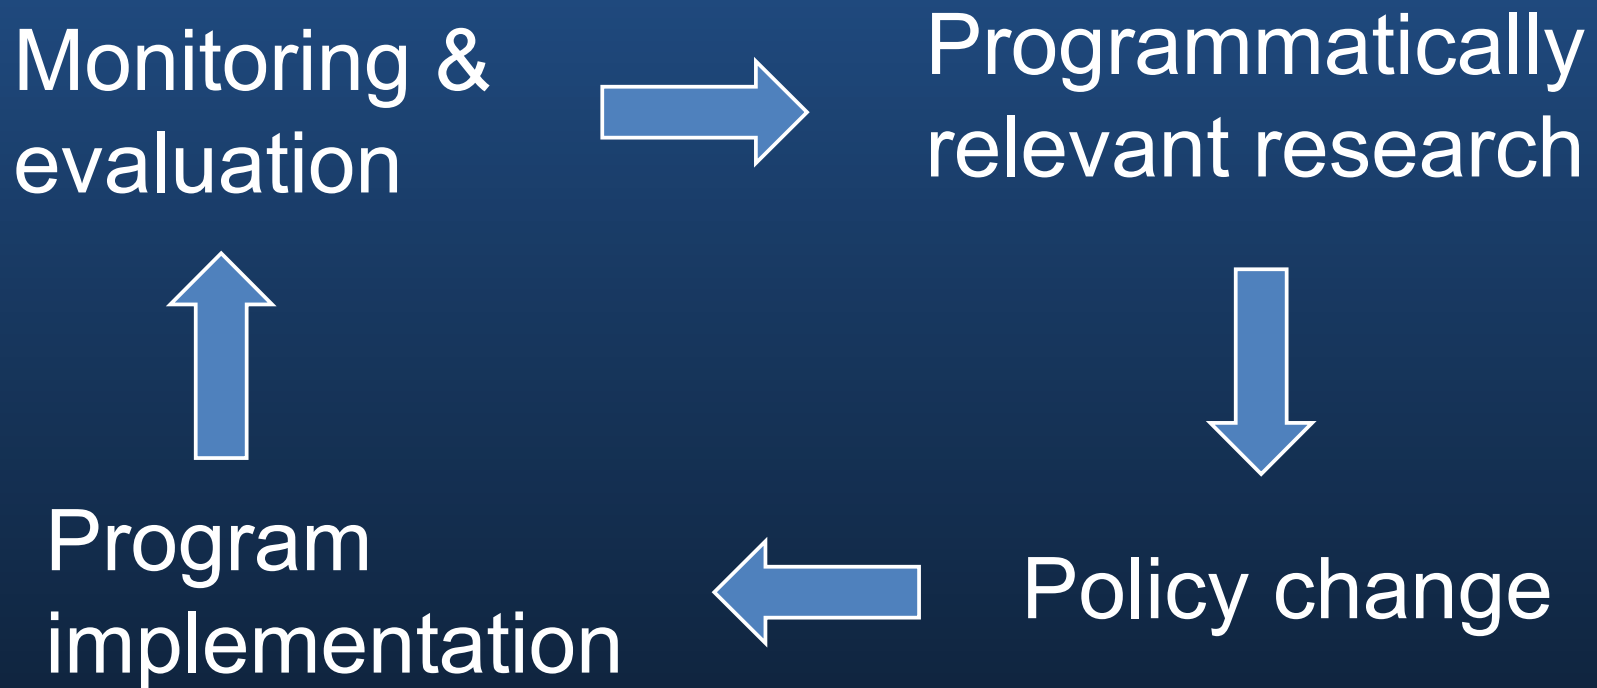 Monitoring &
evaluation
Programmatically
relevant research
Program
implementation
Policy change